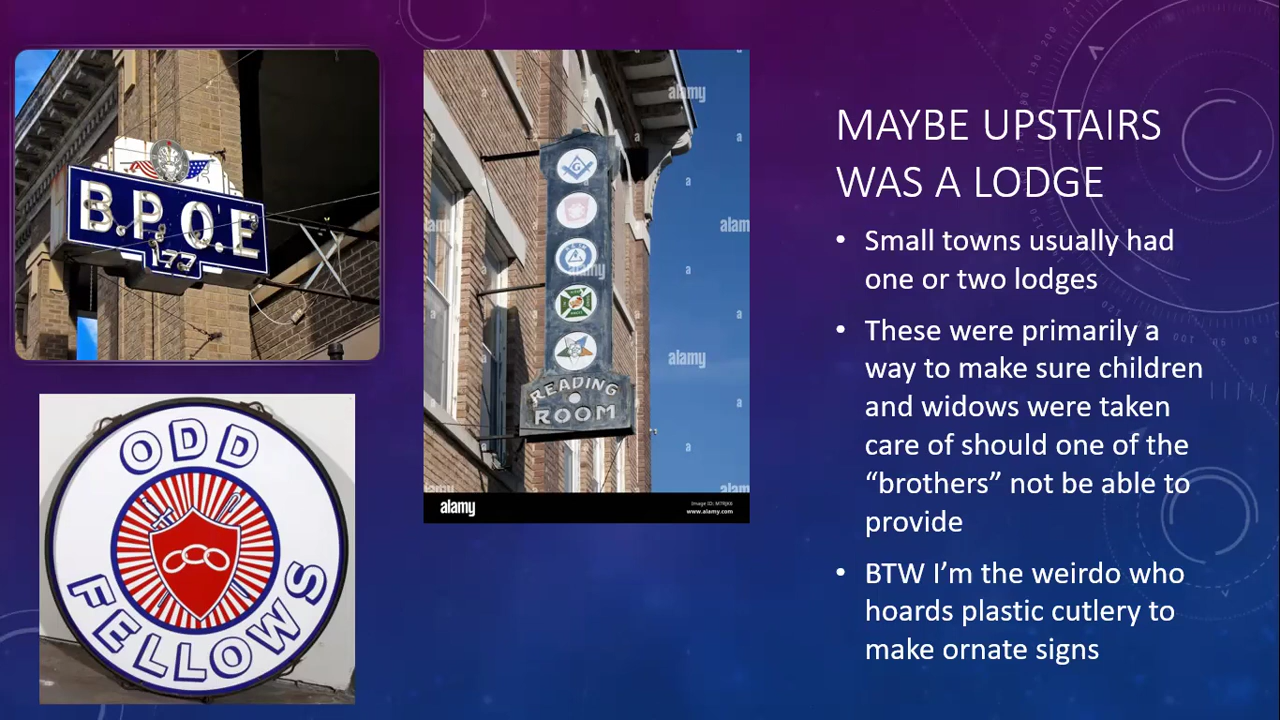 B.P.O.E
177
ODD
FELLOWS
G
READING
ROOM
alamy
alamy
alamy
alamy
Image ID: M7RJK6
www.alamy.com
MAYBE UPSTAIRS
WAS A LODGE
• Small towns usually had
one or two lodges
• These were primarily a
way to make sure children
and widows were taken
care of should one of the
“brothers” not be able to
provide
• BTW I’m the weirdo who
hoards plastic cutlery to
make ornate signs